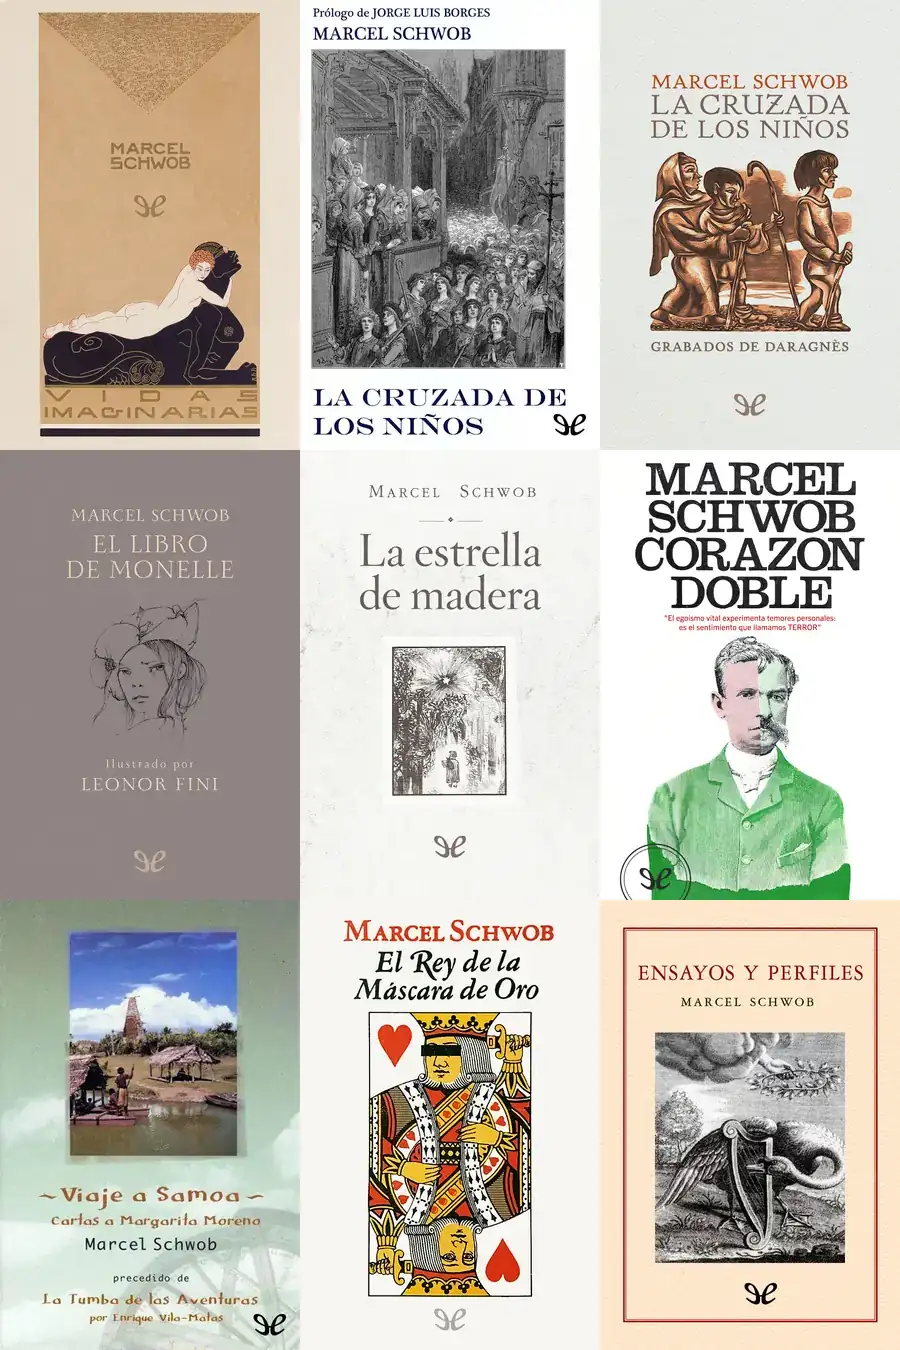 MARCEL
SCHWOB
VIDAS
IMAGINARIAS
Prólogo de JORGE LUIS BORGES
MARCEL SCHWOB
LA CRUZADA DE
LOS NIÑOS
MARCEL SCHWOB
LA CRUZADA
DE LOS NIÑOS
GRABADOS DE DARAGNÈS
MARCEL SCHWOB
EL LIBRO
DE MONELLE
Ilustrado por
LEONOR FINI
MARCEL SCHWOB
La estrella
de madera
MARCEL
SCHWOB
CORAZON
DOBLE
"El egoísmo vital experimenta temores personales:
es el sentimiento que llamamos TERROR"
~Viaje a Samoa~
Cartas a Margarita Moreno
Marcel Schwob
precedido de
La Tumba de las Aventuras
por Enrique Vila-Matas
MARCEL SCHWOB
El Rey de la
Máscara de Oro
ENSAYOS Y PERFILES
MARCEL SCHWOB